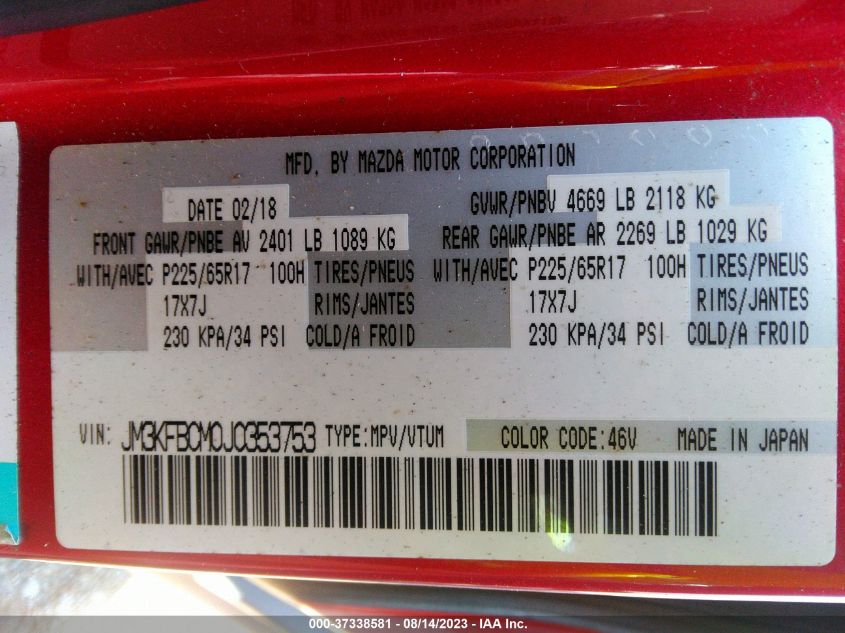 MFD. BY MAZDA MOTOR CORPORATION
DATE 02/18 GVWR/PNBV 4669 LB 2118 KG
FRONT GAWR/PNBE AV 2401 LB 1089 KG REAR GAWR/PNBE AR 2269 LB 1029 KG
WITH/AVEC P225/65R17 100H TIRES/PNEUS WITH/AVEC P225/65R17 100H TIRES/PNEUS
17X7J RIMS/JANTES 17X7J RIMS/JANTES
230 KPA/34 PSI COLD/A FROID 230 KPA/34 PSI COLD/A FROID
VIN: JM3KFBCM0J0353753 TYPE:MPV/VTUM COLOR CODE:46V MADE IN JAPAN
000-37338581 - 08/14/2023 - IAA Inc.